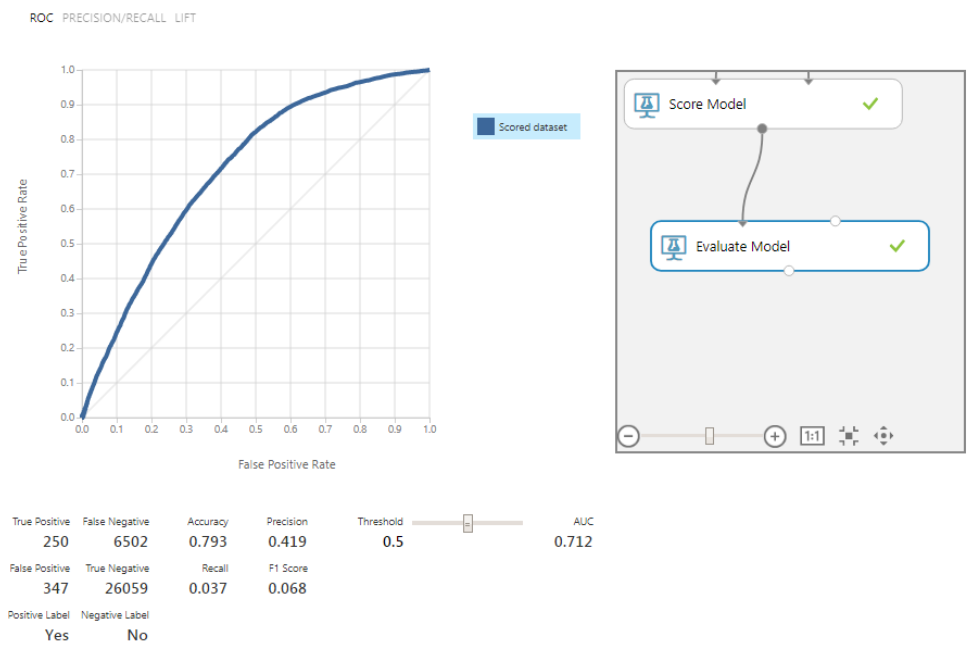 ROC PRECISION/RECALL LIFT
1.0
0.9
0.8
0.7
0.6
0.5
0.4
0.3
0.2
0.1
0.0
True Positive Rate
0.0 0.1 0.2 0.3 0.4 0.5 0.6 0.7 0.8 0.9 1.0
False Positive Rate
Scored dataset
Score Model
Evaluate Model
1:1
True Positive False Negative Accuracy Precision Threshold AUC
250 6502 0.793 0.419 0.5 0.712
False Positive True Negative Recall F1 Score
347 26059 0.037 0.068
Positive Label Negative Label
Yes No